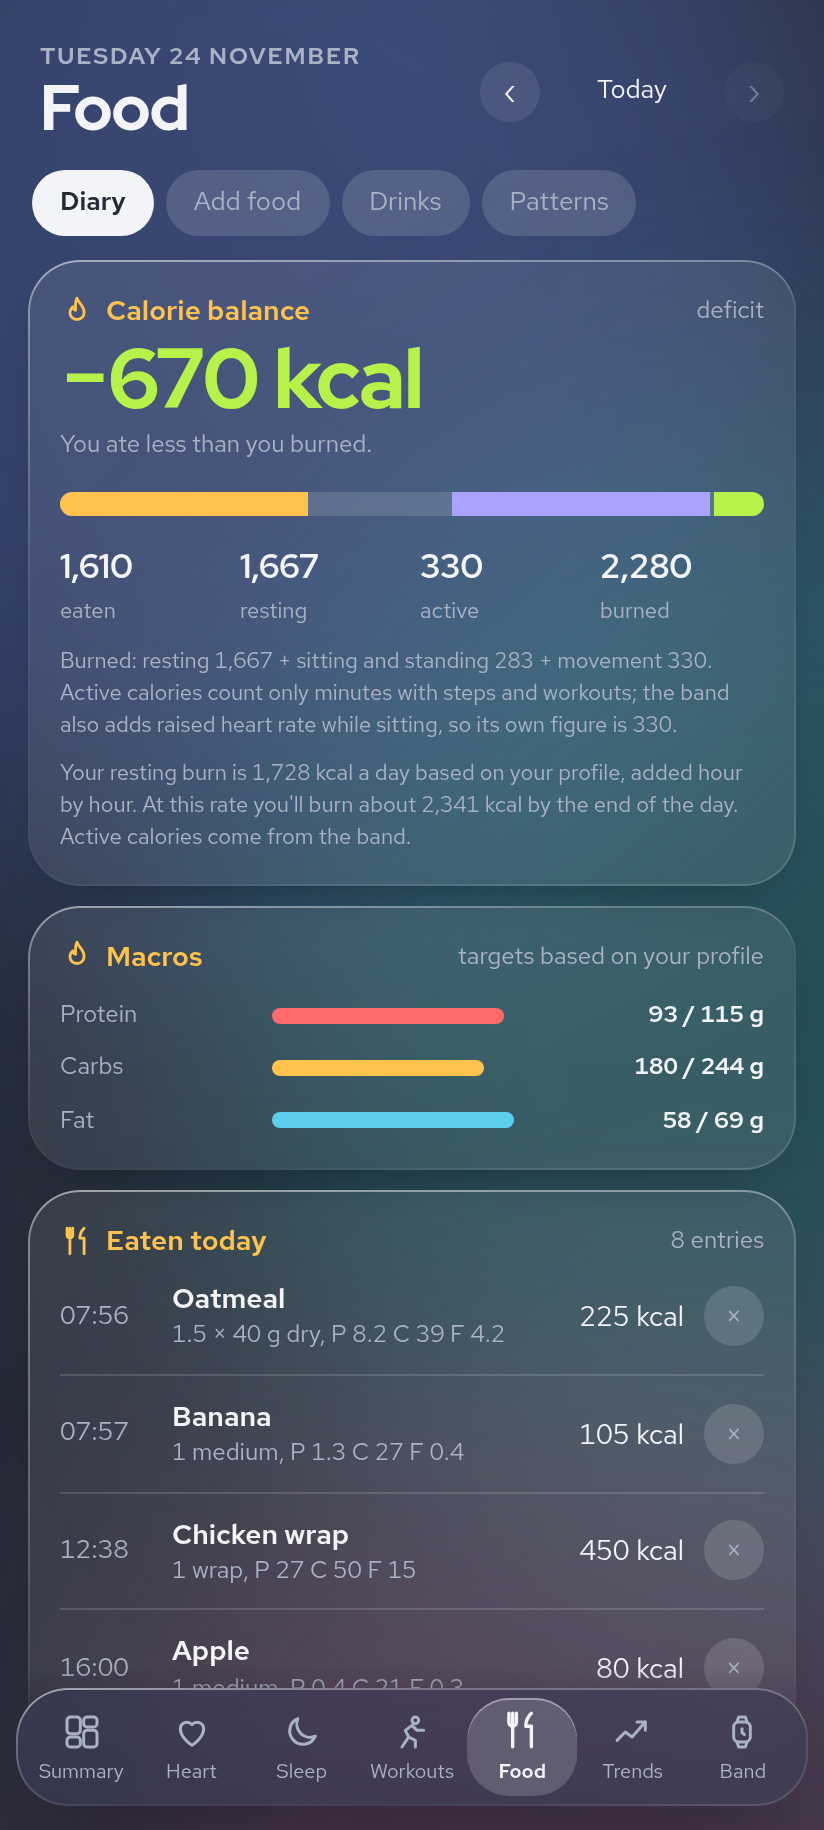 TUESDAY 24 NOVEMBER
Food
‹ Today ›
Diary Add food Drinks Patterns
Calorie balance deficit
−670 kcal
You ate less than you burned.
1,610 1,667 330 2,280
eaten resting active burned
Burned: resting 1,667 + sitting and standing 283 + movement 330.
Active calories count only minutes with steps and workouts; the band
also adds raised heart rate while sitting, so its own figure is 330.
Your resting burn is 1,728 kcal a day based on your profile, added hour
by hour. At this rate you'll burn about 2,341 kcal by the end of the day.
Active calories come from the band.
Macros targets based on your profile
Protein 93 / 115 g
Carbs 180 / 244 g
Fat 58 / 69 g
Eaten today 8 entries
07:56 Oatmeal 225 kcal ×
1.5 × 40 g dry, P 8.2 C 39 F 4.2
07:57 Banana 105 kcal ×
1 medium, P 1.3 C 27 F 0.4
12:38 Chicken wrap 450 kcal ×
1 wrap, P 27 C 50 F 15
16:00 Apple 80 kcal ×
1 medium, P 0.4 C 21 F 0.3
Summary Heart Sleep Workouts Food Trends Band